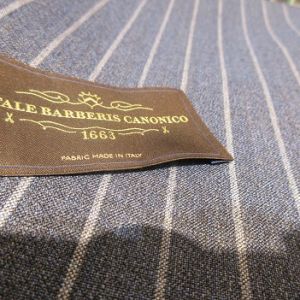 TALE BARBERIS CANONICO
1663
FABRIC MADE IN ITALY